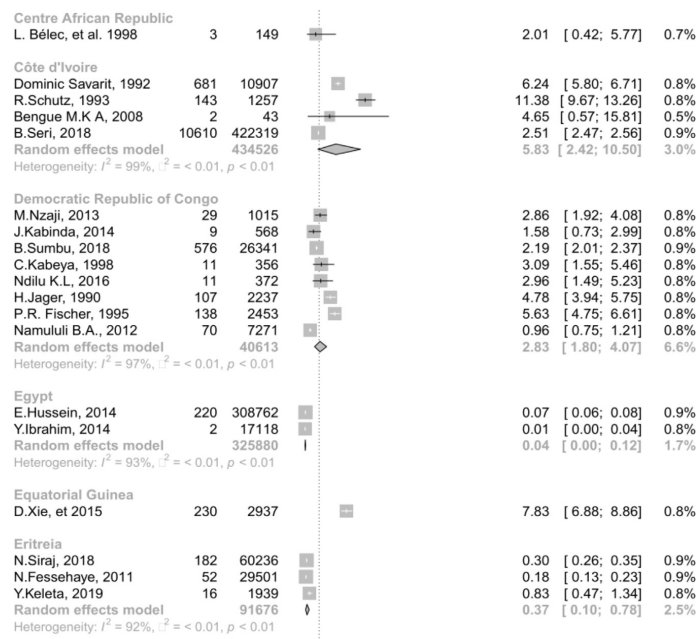 Centre African Republic
L. Bélec, et al. 1998 3 149 2.01 [ 0.42; 5.77] 0.7%
Côte d'Ivoire
Dominic Savarit, 1992 681 10907 6.24 [ 5.80; 6.71] 0.8%
R.Schutz, 1993 143 1257 11.38 [ 9.67; 13.26] 0.8%
Bengue M.K A, 2008 2 43 4.65 [ 0.57; 15.81] 0.5%
B.Seri, 2018 10610 422319 2.51 [ 2.47; 2.56] 0.9%
Random effects model 434526 5.83 [ 2.42; 10.50] 3.0%
Heterogeneity: I² = 99%, □² = < 0.01, p < 0.01
Democratic Republic of Congo
M.Nzaji, 2013 29 1015 2.86 [ 1.92; 4.08] 0.8%
J.Kabinda, 2014 9 568 1.58 [ 0.73; 2.99] 0.8%
B.Sumbu, 2018 576 26341 2.19 [ 2.01; 2.37] 0.9%
C.Kabeya, 1998 11 356 3.09 [ 1.55; 5.46] 0.8%
Ndilu K.L, 2016 11 372 2.96 [ 1.49; 5.23] 0.8%
H.Jager, 1990 107 2237 4.78 [ 3.94; 5.75] 0.8%
P.R. Fischer, 1995 138 2453 5.63 [ 4.75; 6.61] 0.8%
Namululi B.A., 2012 70 7271 0.96 [ 0.75; 1.21] 0.8%
Random effects model 40613 2.83 [ 1.80; 4.07] 6.6%
Heterogeneity: I² = 97%, □² = < 0.01, p < 0.01
Egypt
E.Hussein, 2014 220 308762 0.07 [ 0.06; 0.08] 0.9%
Y.Ibrahim, 2014 2 17118 0.01 [ 0.00; 0.04] 0.8%
Random effects model 325880 0.04 [ 0.00; 0.12] 1.7%
Heterogeneity: I² = 93%, □² = < 0.01, p < 0.01
Equatorial Guinea
D.Xie, et 2015 230 2937 7.83 [ 6.88; 8.86] 0.8%
Eritreia
N.Siraj, 2018 182 60236 0.30 [ 0.26; 0.35] 0.9%
N.Fessehaye, 2011 52 29501 0.18 [ 0.13; 0.23] 0.9%
Y.Keleta, 2019 16 1939 0.83 [ 0.47; 1.34] 0.8%
Random effects model 91676 0.37 [ 0.10; 0.78] 2.5%
Heterogeneity: I² = 92%, □² = < 0.01, p < 0.01